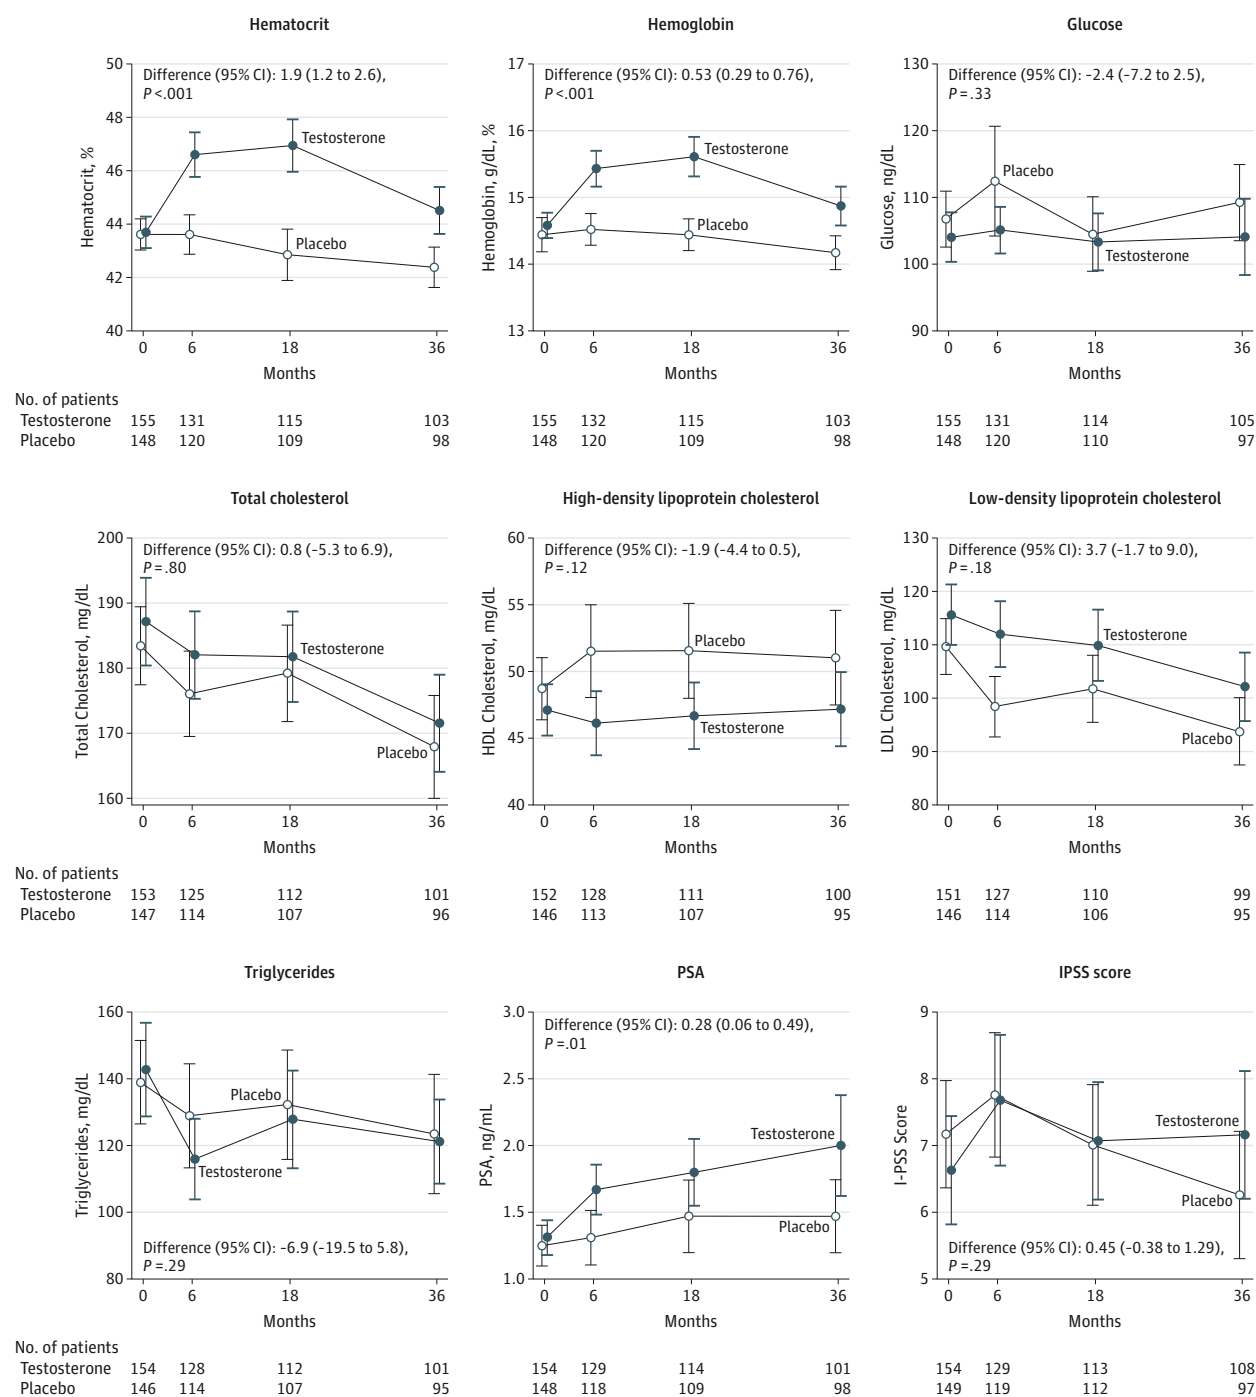 Hematocrit
50
48
46
44
42
40
Hematocrit, %
Difference (95% CI): 1.9 (1.2 to 2.6),
P <.001
Testosterone
Placebo
0 6 18 36
Months
No. of patients
Testosterone 155 131 115 103
Placebo 148 120 109 98
Hemoglobin
17
16
15
14
13
Hemoglobin, g/dL, %
Difference (95% CI): 0.53 (0.29 to 0.76),
P <.001
Testosterone
Placebo
0 6 18 36
Months
155 132 115 103
148 120 109 98
Glucose
130
120
110
100
90
Glucose, ng/dL
Difference (95% CI): -2.4 (-7.2 to 2.5),
P = .33
Placebo
Testosterone
0 6 18 36
Months
155 131 114 105
148 120 110 97
Total cholesterol
200
190
180
170
160
Total Cholesterol, mg/dL
Difference (95% CI): 0.8 (-5.3 to 6.9),
P = .80
Testosterone
Placebo
0 6 18 36
Months
No. of patients
Testosterone 153 125 112 101
Placebo 147 114 107 96
High-density lipoprotein cholesterol
60
55
50
45
40
HDL Cholesterol, mg/dL
Difference (95% CI): -1.9 (-4.4 to 0.5),
P = .12
Placebo
Testosterone
0 6 18 36
Months
152 128 111 100
146 113 107 95
Low-density lipoprotein cholesterol
130
120
110
100
90
80
LDL Cholesterol, mg/dL
Difference (95% CI): 3.7 (-1.7 to 9.0),
P = .18
Testosterone
Placebo
0 6 18 36
Months
151 127 110 99
146 114 106 95
Triglycerides
160
140
120
100
80
Triglycerides, mg/dL
Placebo
Testosterone
Difference (95% CI): -6.9 (-19.5 to 5.8),
P =.29
0 6 18 36
Months
No. of patients
Testosterone 154 128 112 101
Placebo 146 114 107 95
PSA
3.0
2.5
2.0
1.5
1.0
PSA, ng/mL
Difference (95% CI): 0.28 (0.06 to 0.49),
P =.01
Testosterone
Placebo
0 6 18 36
Months
154 129 114 101
148 118 109 98
IPSS score
9
8
7
6
5
I-PSS Score
Testosterone
Placebo
Difference (95% CI): 0.45 (-0.38 to 1.29),
P =.29
0 6 18 36
Months
154 129 113 108
149 119 112 97